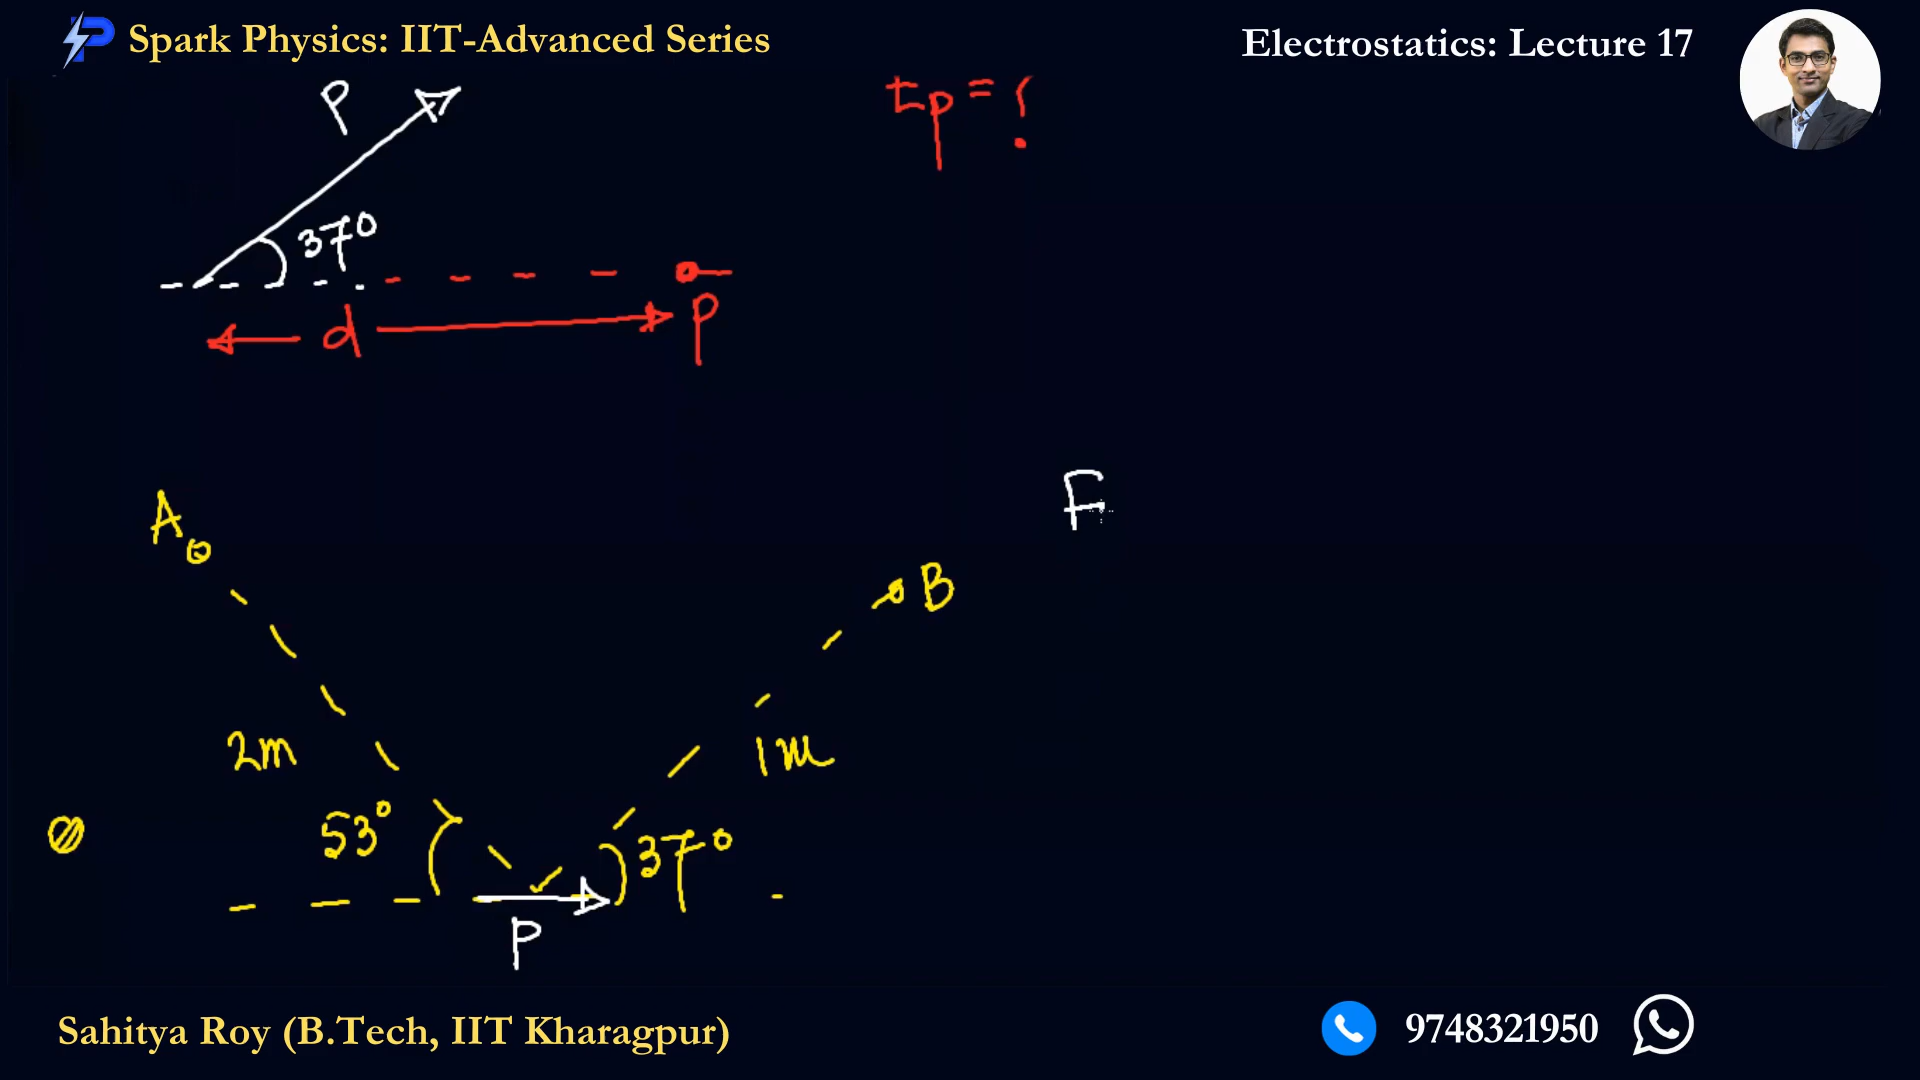 Spark Physics: IIT-Advanced Series
Electrostatics: Lecture 17
P
Ep = ?
37°
d
P
A
B
E
2m
1m
53°
37°
P
Sahitya Roy (B.Tech, IIT Kharagpur)
9748321950